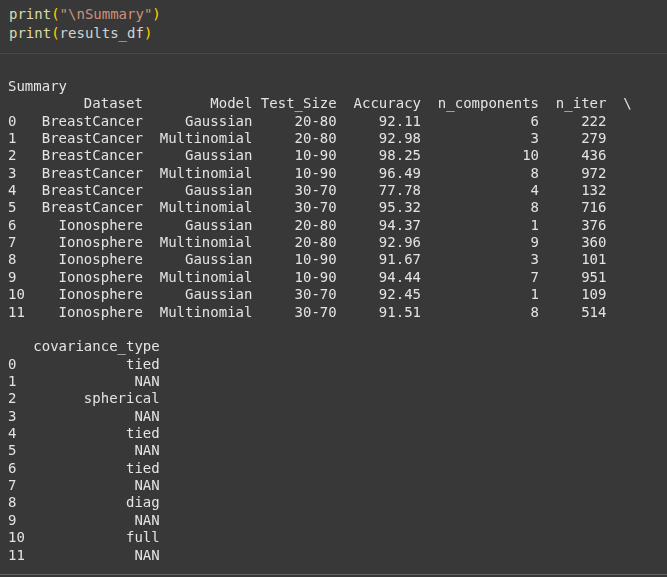 print("\nSummary")
print(results_df)

Summary
         Dataset        Model Test_Size  Accuracy  n_components  n_iter  \
0   BreastCancer     Gaussian     20-80     92.11             6     222
1   BreastCancer  Multinomial     20-80     92.98             3     279
2   BreastCancer     Gaussian     10-90     98.25            10     436
3   BreastCancer  Multinomial     10-90     96.49             8     972
4   BreastCancer     Gaussian     30-70     77.78             4     132
5   BreastCancer  Multinomial     30-70     95.32             8     716
6     Ionosphere     Gaussian     20-80     94.37             1     376
7     Ionosphere  Multinomial     20-80     92.96             9     360
8     Ionosphere     Gaussian     10-90     91.67             3     101
9     Ionosphere  Multinomial     10-90     94.44             7     951
10    Ionosphere     Gaussian     30-70     92.45             1     109
11    Ionosphere  Multinomial     30-70     91.51             8     514

   covariance_type
0             tied
1              NAN
2        spherical
3              NAN
4             tied
5              NAN
6             tied
7              NAN
8             diag
9              NAN
10            full
11             NAN